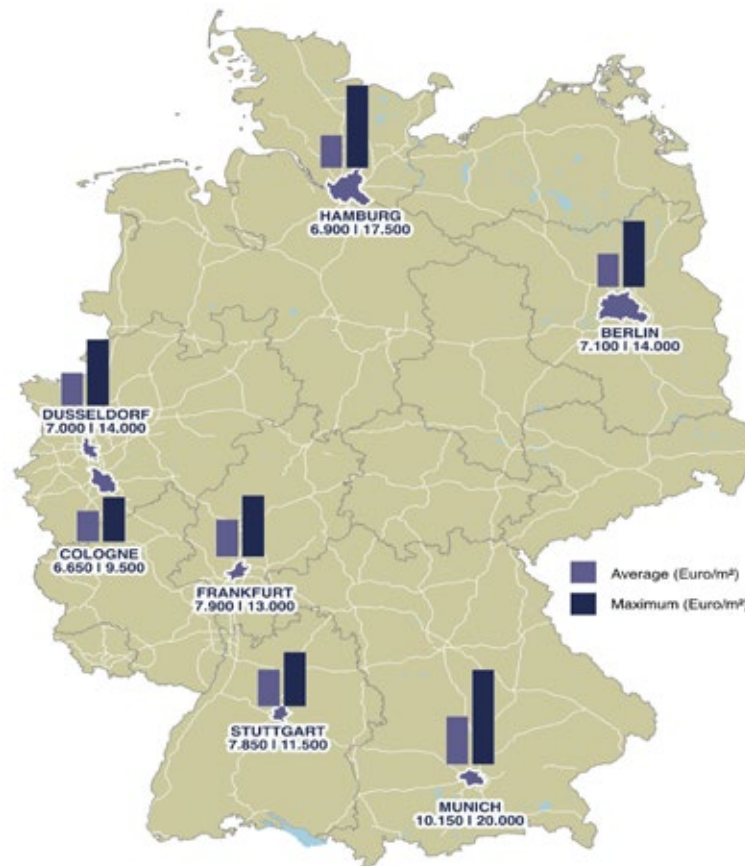 HAMBURG
6.900 | 17.500
BERLIN
7.100 | 14.000
DUSSELDORF
7.000 | 14.000
COLOGNE
6.650 | 9.500
FRANKFURT
7.900 | 13.000
Average (Euro/m²)
Maximum (Euro/m²)
STUTTGART
7.850 | 11.500
MUNICH
10.150 | 20.000